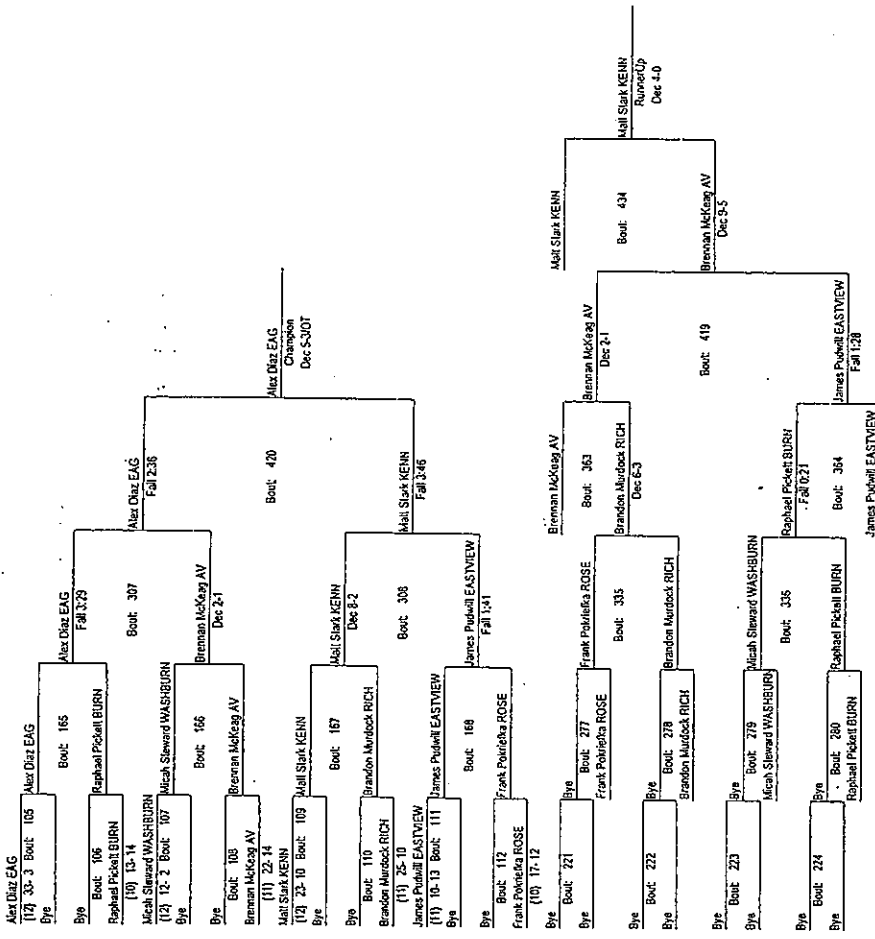 Alex Diaz EAG
(12) 33- 3 Bout: 105
Bye
Alex Diaz EAG
Bout: 165
Bye
Bout: 106
Raphael Pickett BURN
(10) 13-14
Raphael Pickett BURN
Alex Diaz EAG
Fall 3:29
Bout: 307
Micah Steward WASHBURN
(12) 12- 2 Bout: 107
Bye
Micah Steward WASHBURN
Bout: 166
Bye
Bout: 108
Brennan McKeag AV
(11) 22-14
Brennan McKeag AV
Brennan McKeag AV
Dec 2-1
Alex Diaz EAG
Fall 2:36
Bout: 420
Matt Stark KENN
(12) 23-10 Bout: 109
Bye
Matt Stark KENN
Bout: 167
Bye
Bout: 110
Brandon Murdock RICH
(11) 25-10
Brandon Murdock RICH
Matt Stark KENN
Dec 8-2
Bout: 308
James Pudwill EASTVIEW
(11) 10-13 Bout: 111
Bye
James Pudwill EASTVIEW
Bout: 168
Bye
Bout: 112
Frank Pokriefka ROSE
(10) 17-12
Frank Pokriefka ROSE
James Pudwill EASTVIEW
Fall 1:41
Matt Stark KENN
Fall 3:46
Alex Diaz EAG
Champion
Dec 5-3/OT
Bye
Bout: 221
Bye
Bye
Bout: 277
Frank Pokriefka ROSE
Frank Pokriefka ROSE
Bout: 335
Bye
Bout: 222
Bye
Bye
Bout: 278
Brandon Murdock RICH
Brandon Murdock RICH
Brennan McKeag AV
Bout: 363
Brandon Murdock RICH
Dec 6-3
Brennan McKeag AV
Dec 2-1
Bout: 419
Bye
Bout: 223
Bye
Bye
Bout: 279
Micah Steward WASHBURN
Micah Steward WASHBURN
Bout: 336
Bye
Bout: 224
Bye
Bye
Bout: 280
Raphael Pickett BURN
Raphael Pickett BURN
Raphael Pickett BURN
Fall 0:21
Bout: 364
James Pudwill EASTVIEW
James Pudwill EASTVIEW
Fall 1:28
Matt Stark KENN
Bout: 434
Brennan McKeag AV
Dec 9-5
Matt Stark KENN
RunnerUp
Dec 4-0